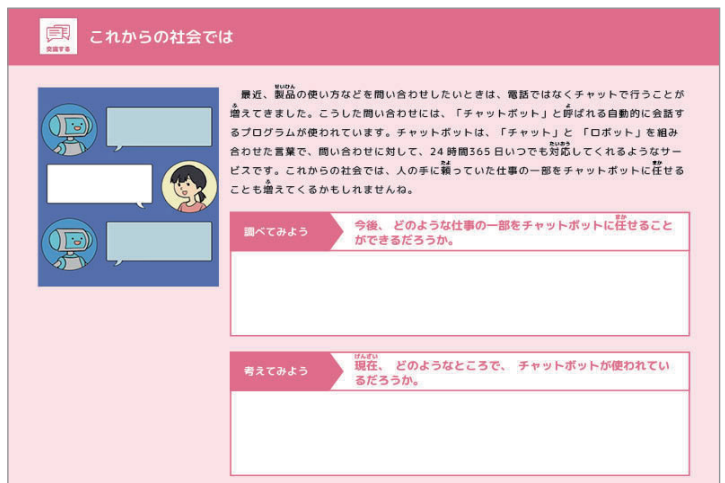 意識する
これからの社会では
最近、製品の使い方などを問い合わせしたいときは、電話ではなくチャットで行うことが
増えてきました。こうした問い合わせには、「チャットボット」と呼ばれる自動的に会話す
るプログラムが使われています。チャットボットは、「チャット」と「ロボット」を組み
合わせた言葉で、問い合わせに対して、24時間365日いつでも対応してくれるようなサー
ビスです。これからの社会では、人の手に頼っていた仕事の一部をチャットボットに任せる
ことも増えてくるかもしれませんね。
調べてみよう
今後、どのような仕事の一部をチャットボットに任せること
ができるだろうか。
考えてみよう
現在、どのようなところで、チャットボットが使われてい
るだろうか。